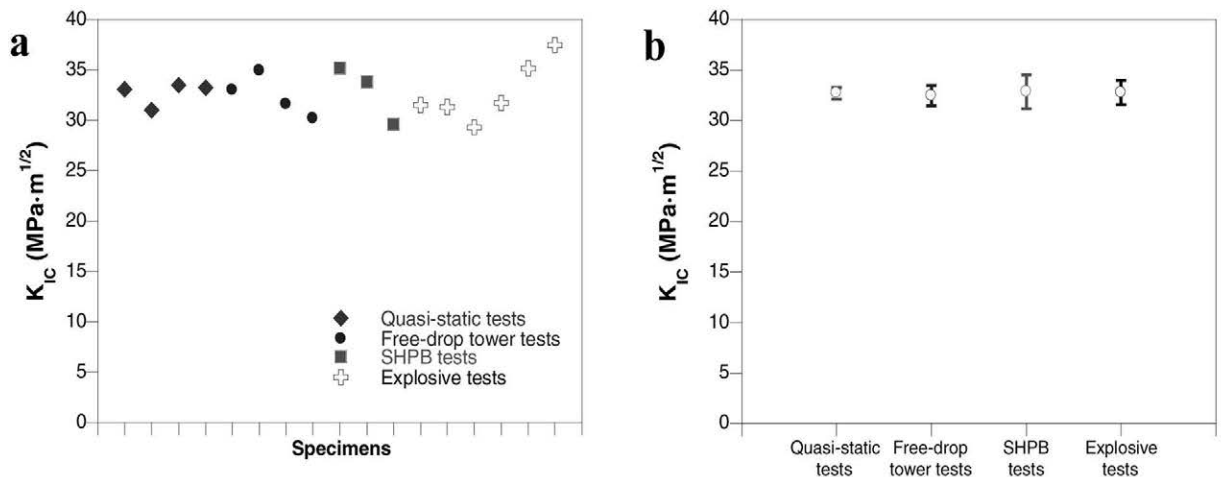 a
40
35
30
25
20
15
10
5
0
K_IC (MPa·m^1/2)
Quasi-static tests
Free-drop tower tests
SHPB tests
Explosive tests
Specimens
b
40
35
30
25
20
15
10
5
0
K_IC (MPa·m^1/2)
Quasi-static
tests
Free-drop
tower tests
SHPB
tests
Explosive
tests